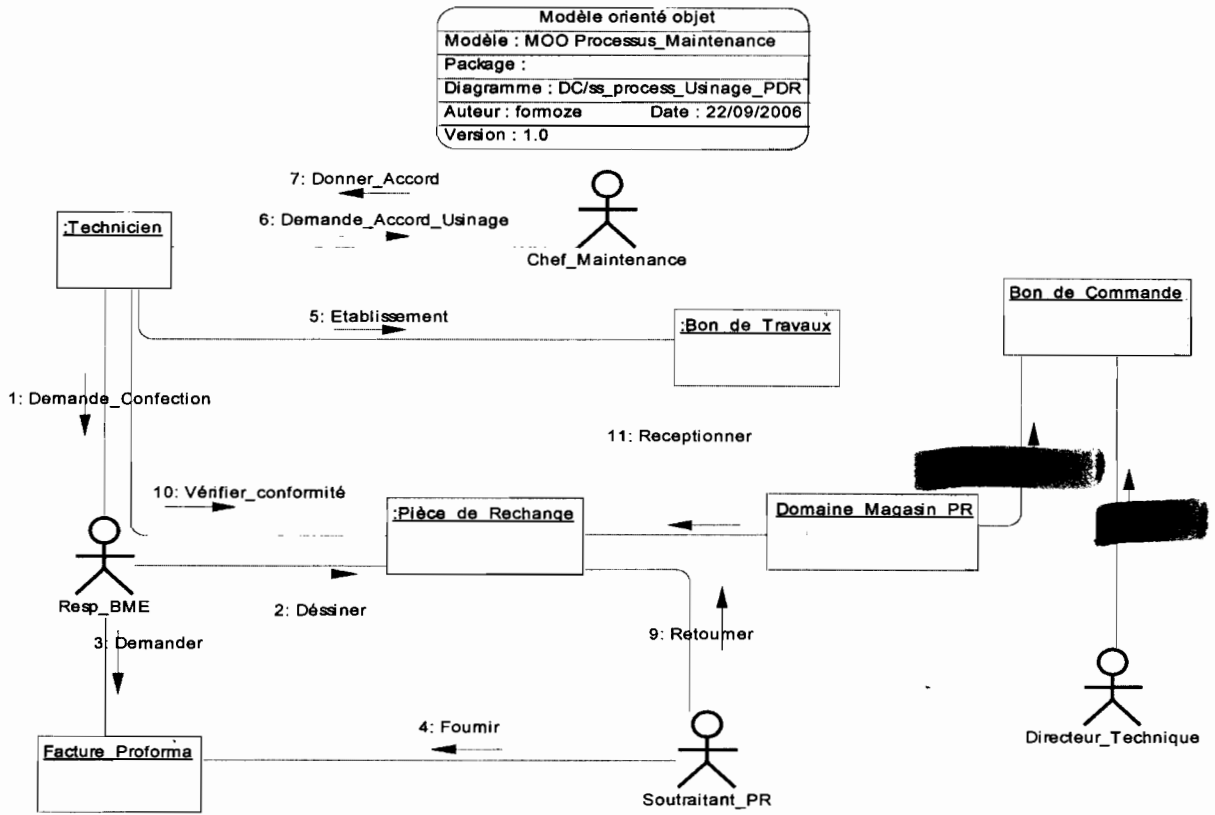 Modèle orienté objet
Modèle : MOO Processus_Maintenance
Package :
Diagramme : DC/ss_process_Usinage_PDR
Auteur : formoze Date : 22/09/2006
Version : 1.0
7: Donner_Accord
6: Demande_Accord_Usinage
:Technicien
Chef_Maintenance
Bon de Commande
5: Etablissement
:Bon de Travaux
1: Demande_Confection
11: Receptionner
10: Vérifier_conformité
:Pièce de Rechange
Domaine Magasin PR
Resp_BME
2: Déssiner
9: Retourner
3: Demander
4: Fournir
Facture Proforma
Soutraitant_PR
Directeur_Technique